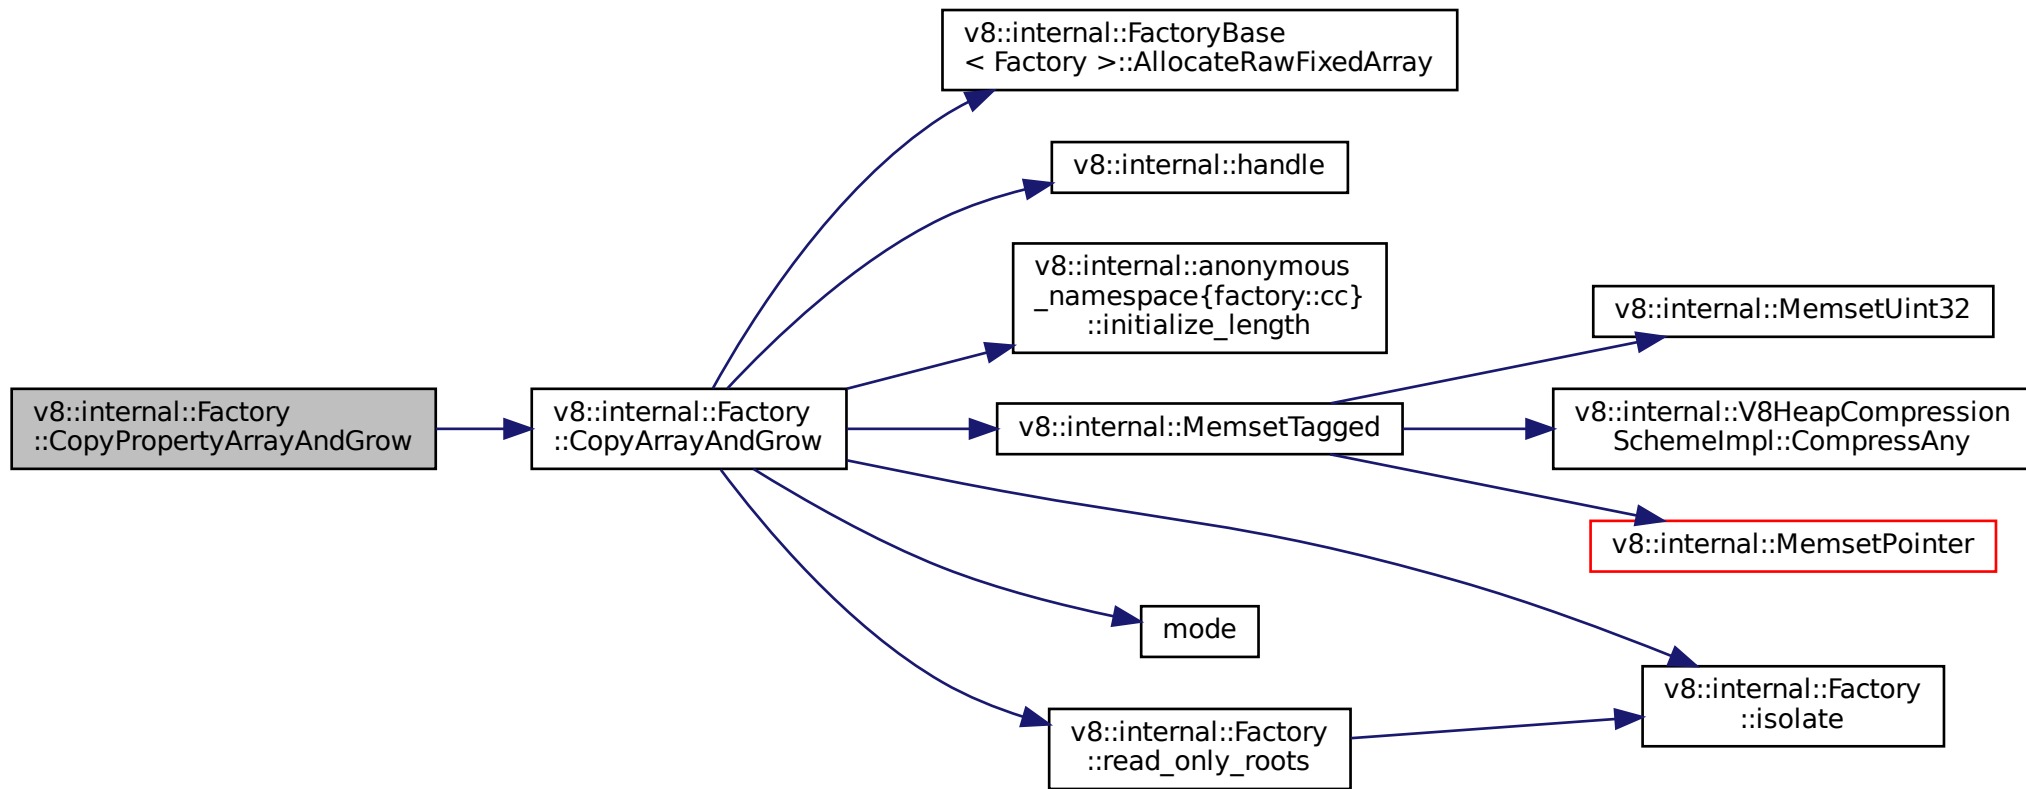 v8::internal::FactoryBase
< Factory >::AllocateRawFixedArray
v8::internal::handle
v8::internal::anonymous
_namespace{factory::cc}
::initialize_length
v8::internal::MemsetUint32
v8::internal::Factory
::CopyPropertyArrayAndGrow
v8::internal::Factory
::CopyArrayAndGrow
v8::internal::MemsetTagged
v8::internal::V8HeapCompression
SchemeImpl::CompressAny
v8::internal::MemsetPointer
mode
v8::internal::Factory
::isolate
v8::internal::Factory
::read_only_roots